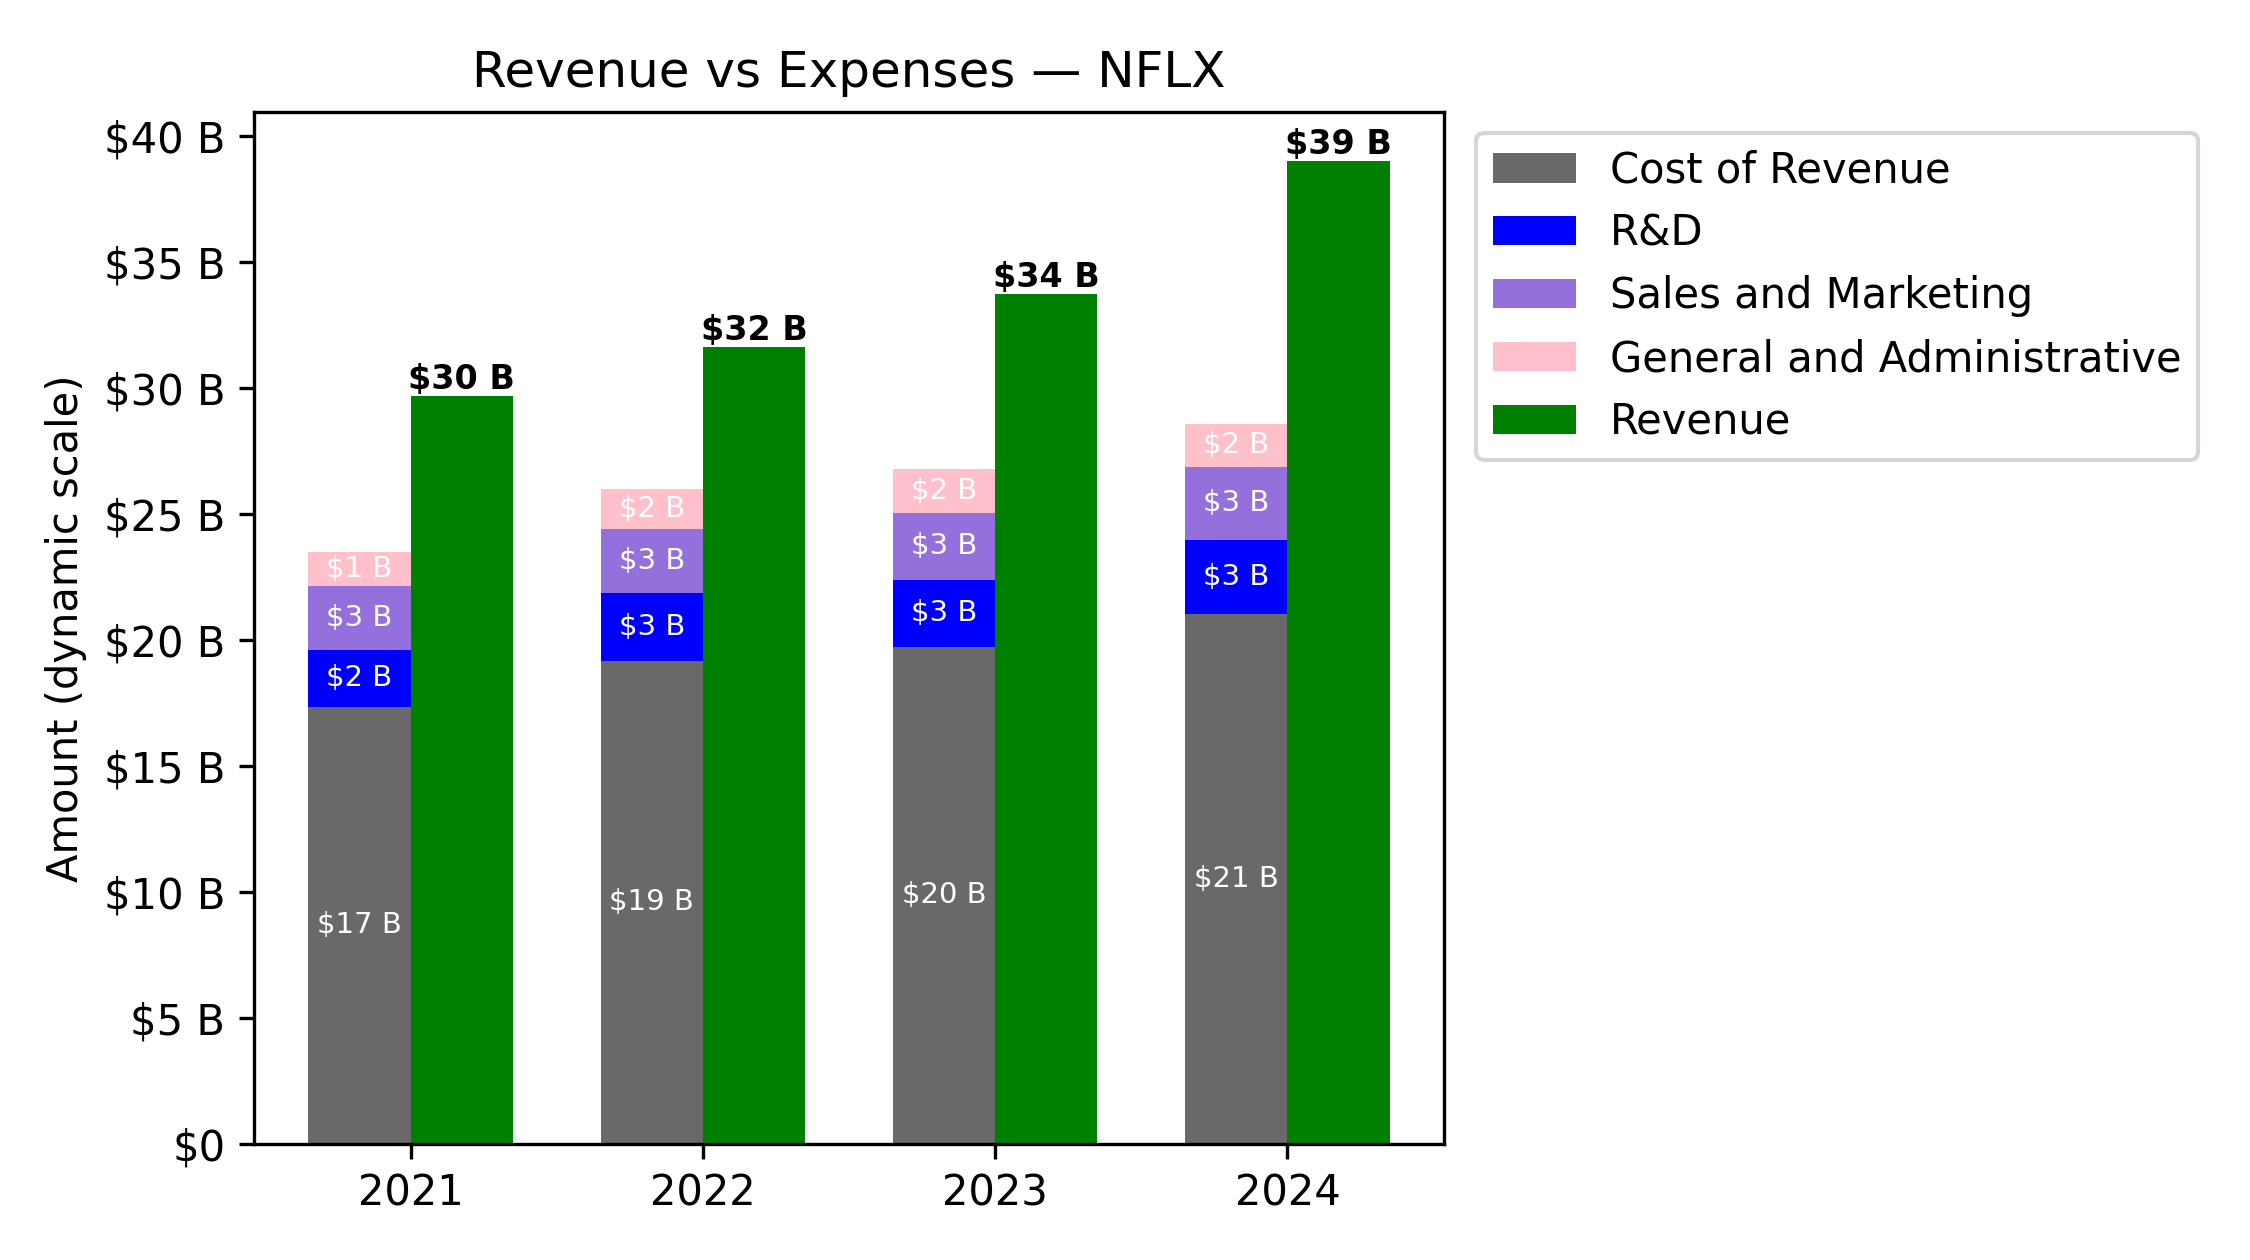 Revenue vs Expenses — NFLX
Amount (dynamic scale)
$40 B
$35 B
$30 B
$25 B
$20 B
$15 B
$10 B
$5 B
$0
$30 B
$1 B
$3 B
$2 B
$17 B
$32 B
$2 B
$3 B
$3 B
$19 B
$34 B
$2 B
$3 B
$3 B
$20 B
$39 B
$2 B
$3 B
$3 B
$21 B
2021
2022
2023
2024
Cost of Revenue
R&D
Sales and Marketing
General and Administrative
Revenue